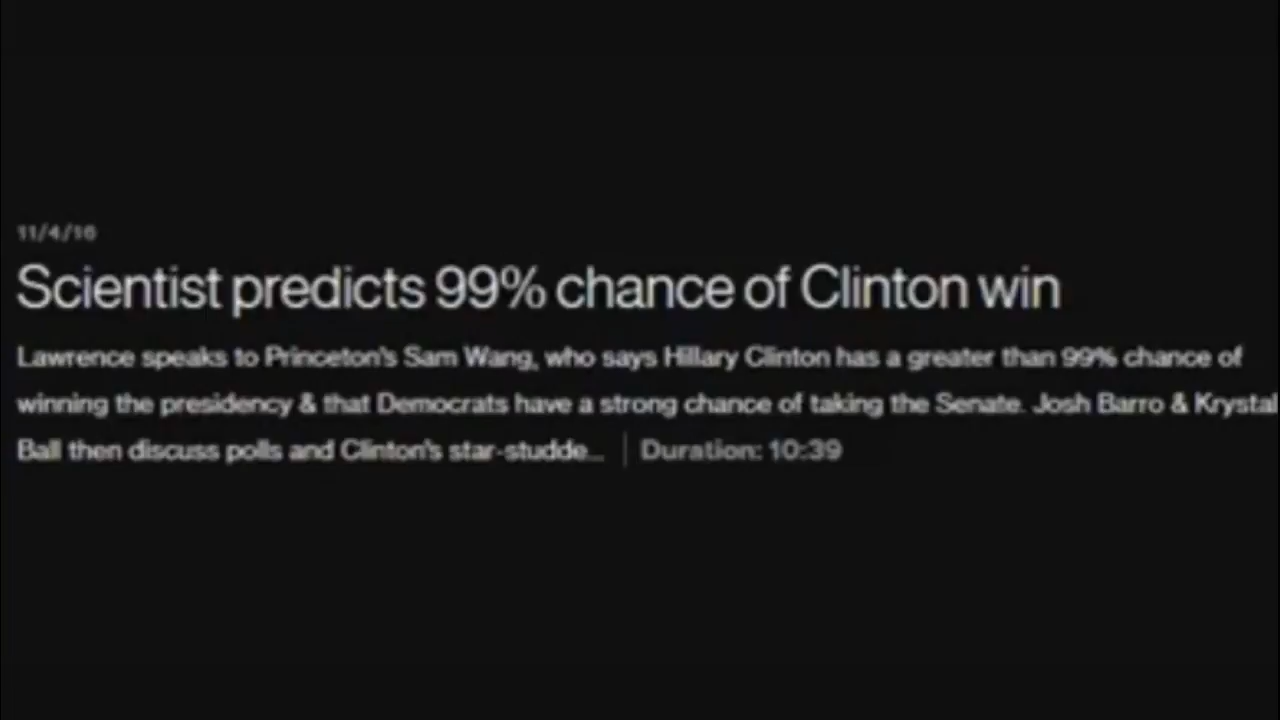 11/4/16
Scientist predicts 99% chance of Clinton win
Lawrence speaks to Princeton's Sam Wang, who says Hillary Clinton has a greater than 99% chance of
winning the presidency & that Democrats have a strong chance of taking the Senate. Josh Barro & Krystal
Ball then discuss polls and Clinton's star-studde... | Duration: 10:39